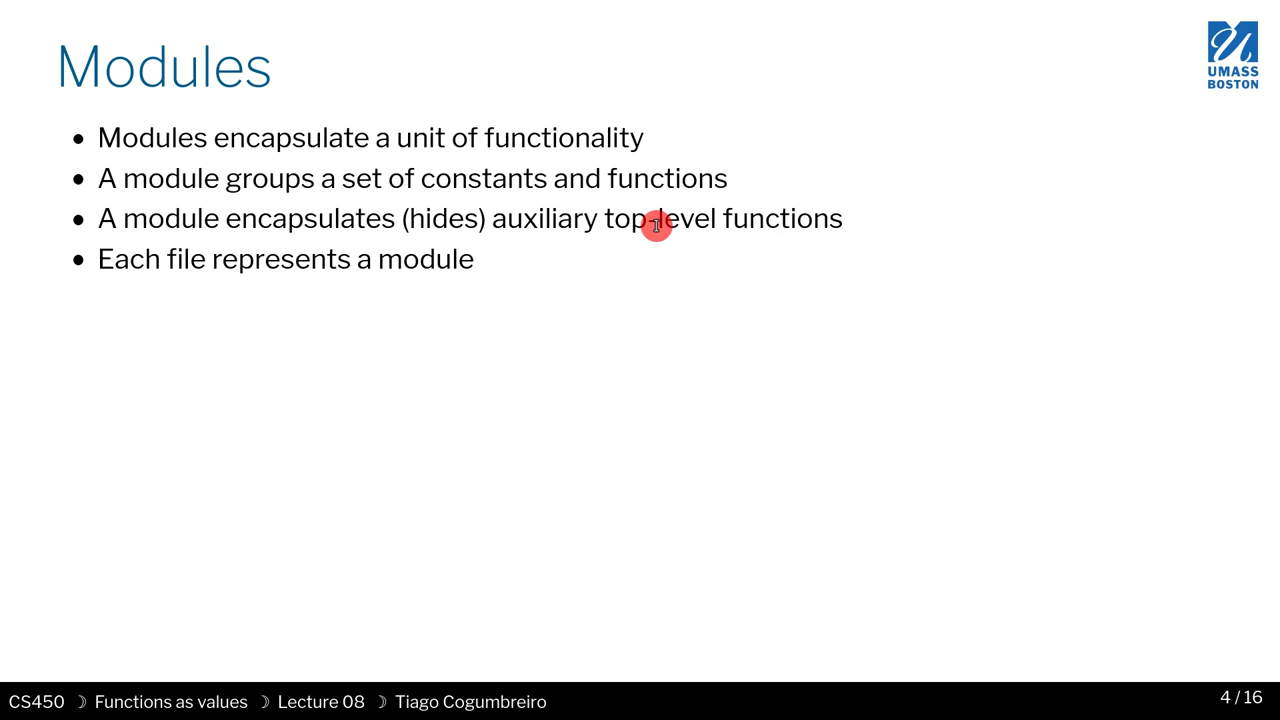 Modules
UMASS
BOSTON
• Modules encapsulate a unit of functionality
• A module groups a set of constants and functions
• A module encapsulates (hides) auxiliary top-level functions
• Each file represents a module
CS450 ☽ Functions as values ☽ Lecture 08 ☽ Tiago Cogumbreiro
4 / 16